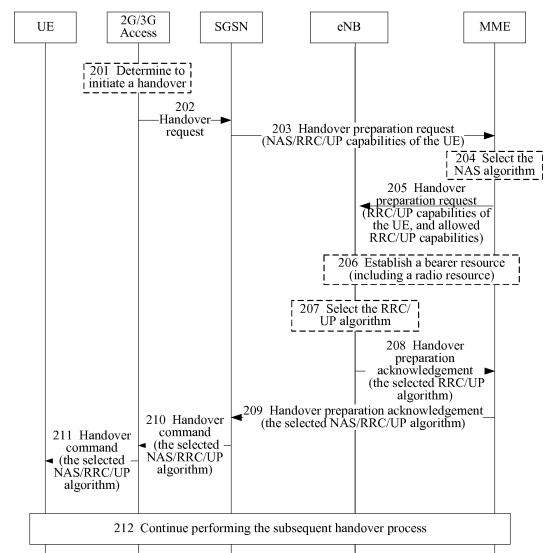 UE
2G/3G
Access
SGSN
eNB
MME
201 Determine to
initiate a handover
202
Handover
request
203 Handover preparation request
(NAS/RRC/UP capabilities of the UE)
204 Select the
NAS algorithm
205 Handover
preparation request
(RRC/UP capabilities of
the UE, and allowed
RRC/UP capabilities)
206 Establish a bearer resource
(including a radio resource)
207 Select the RRC/
UP algorithm
208 Handover
preparation
acknowledgement
(the selected RRC/UP
algorithm)
209 Handover preparation acknowledgement
(the selected NAS/RRC/UP algorithm)
210 Handover
command
(the selected
NAS/RRC/UP
algorithm)
211 Handover
command
(the selected
NAS/RRC/UP
algorithm)
212 Continue performing the subsequent handover process